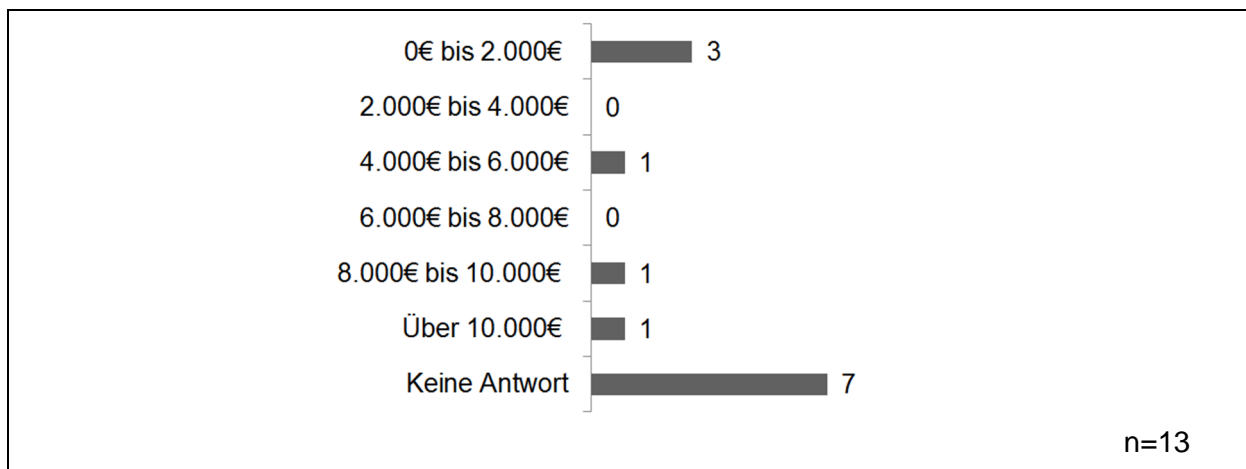 0€ bis 2.000€ 3
2.000€ bis 4.000€ 0
4.000€ bis 6.000€ 1
6.000€ bis 8.000€ 0
8.000€ bis 10.000€ 1
Über 10.000€ 1
Keine Antwort 7
n=13